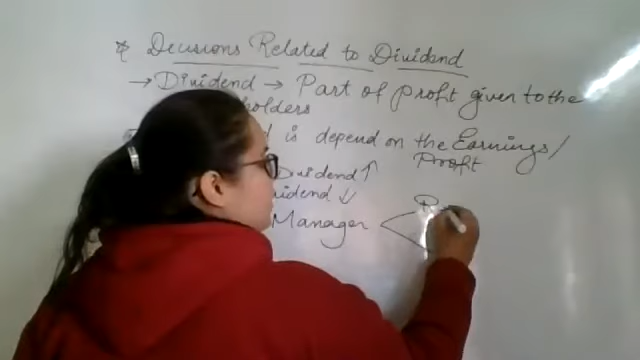 * Decisions Related to Dividend
→ Dividend → Part of profit given to the
holders
is depend on the Earnings/
Profit
Dividend ↑
vidend ↓
Manager